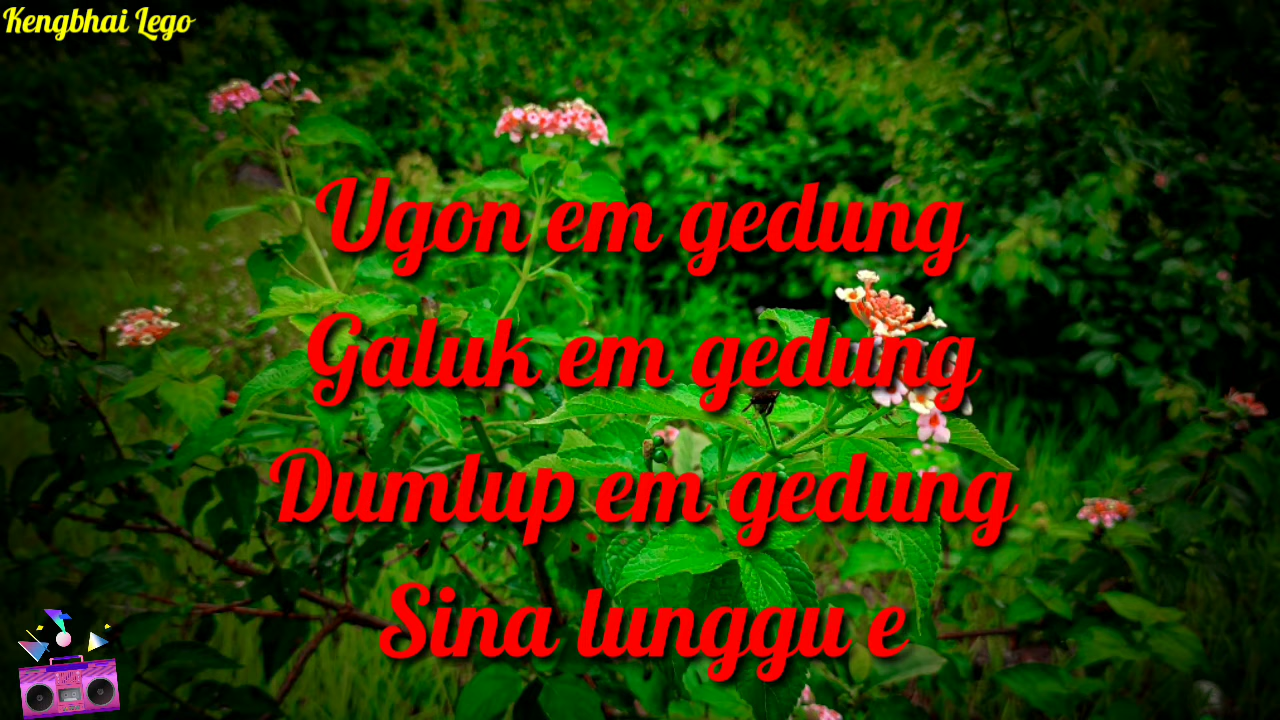 Kengbhai Lego
Ugon em gedung
Galuk em gedung
Dumlup em gedung
Sina lunggu e